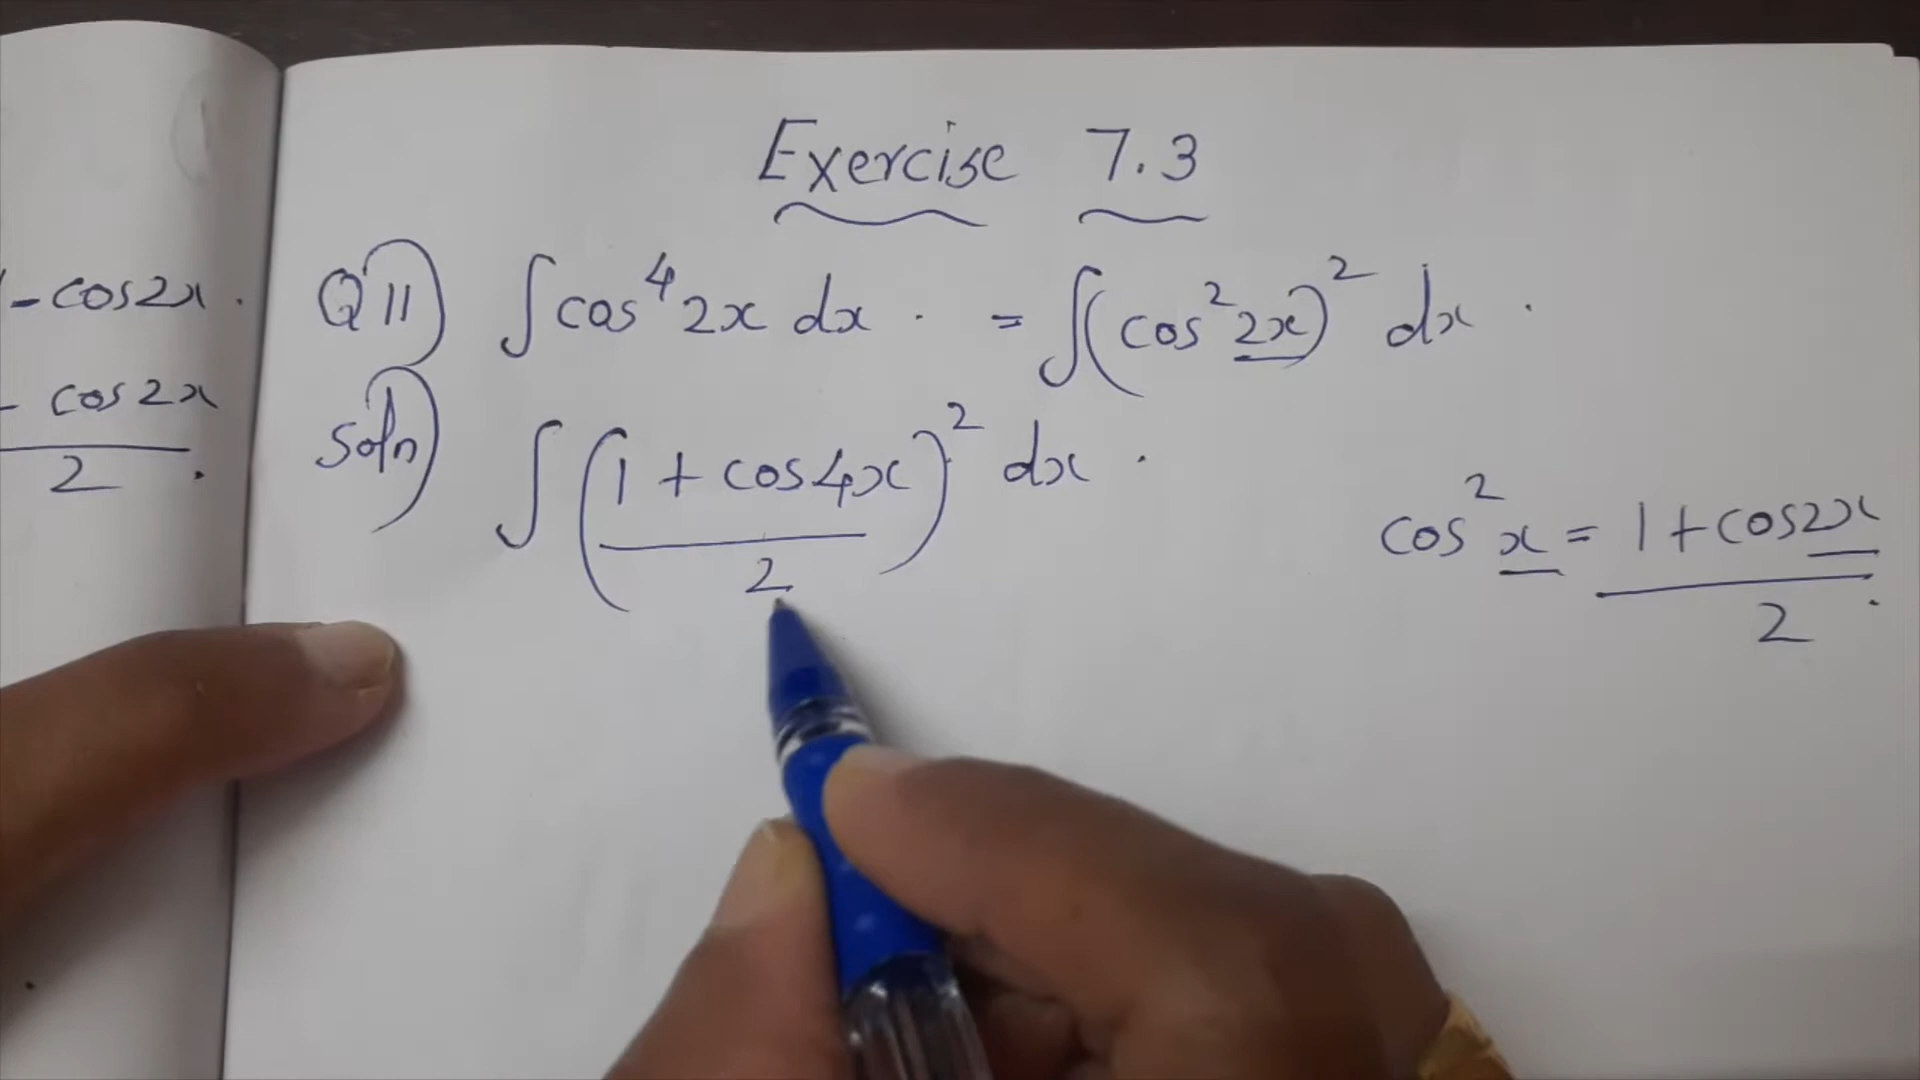 Exercise 7.3
- cos2x.
- cos2x
2.
Q11) ∫cos⁴2x dx. = ∫(cos²2x)² dx.
Soln) ∫(1 + cos4x / 2)² dx.
cos²x = 1 + cos2x / 2.